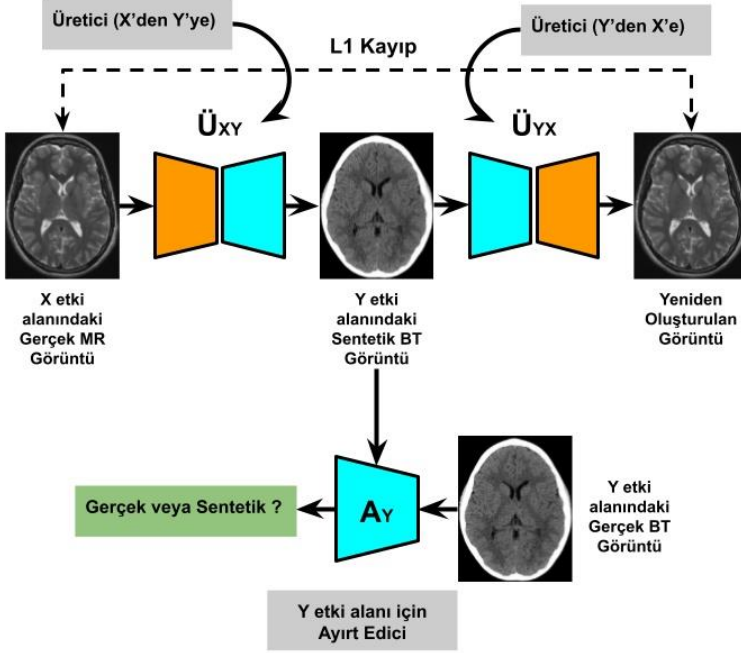 Üretici (X'den Y'ye)
Üretici (Y'den X'e)
L1 Kayıp
ÜXY
ÜYX
X etki
alanındaki
Gerçek MR
Görüntü
Y etki
alanındaki
Sentetik BT
Görüntü
Yeniden
Oluşturulan
Görüntü
Gerçek veya Sentetik ?
AY
Y etki
alanındaki
Gerçek BT
Görüntü
Y etki alanı için
Ayırt Edici